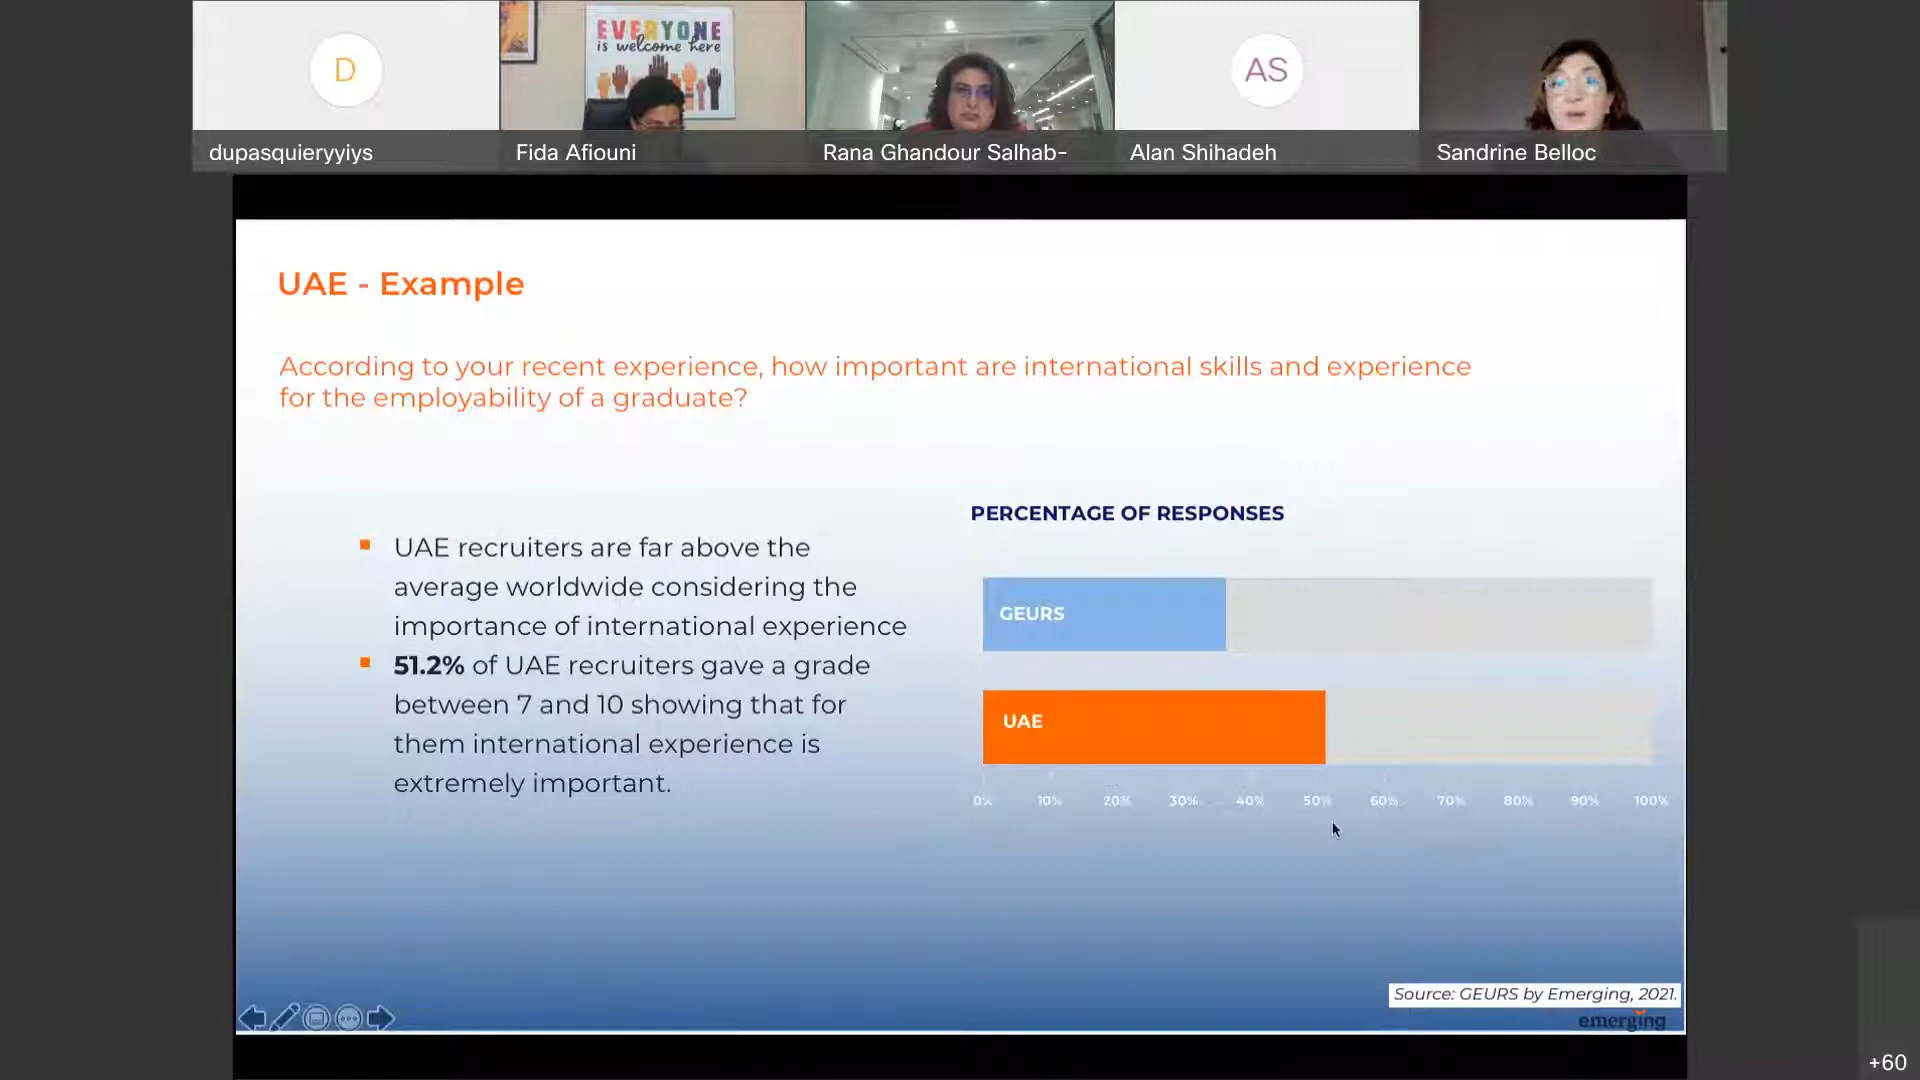 D
EVERYONE
is welcome here
AS
dupasquieryyiys
Fida Afiouni
Rana Ghandour Salhab-
Alan Shihadeh
Sandrine Belloc
UAE - Example
According to your recent experience, how important are international skills and experience
for the employability of a graduate?
UAE recruiters are far above the
average worldwide considering the
importance of international experience
51.2% of UAE recruiters gave a grade
between 7 and 10 showing that for
them international experience is
extremely important.
PERCENTAGE OF RESPONSES
GEURS
UAE
0% 10% 20% 30% 40% 50% 60% 70% 80% 90% 100%
Source: GEURS by Emerging, 2021.
emerging
+60